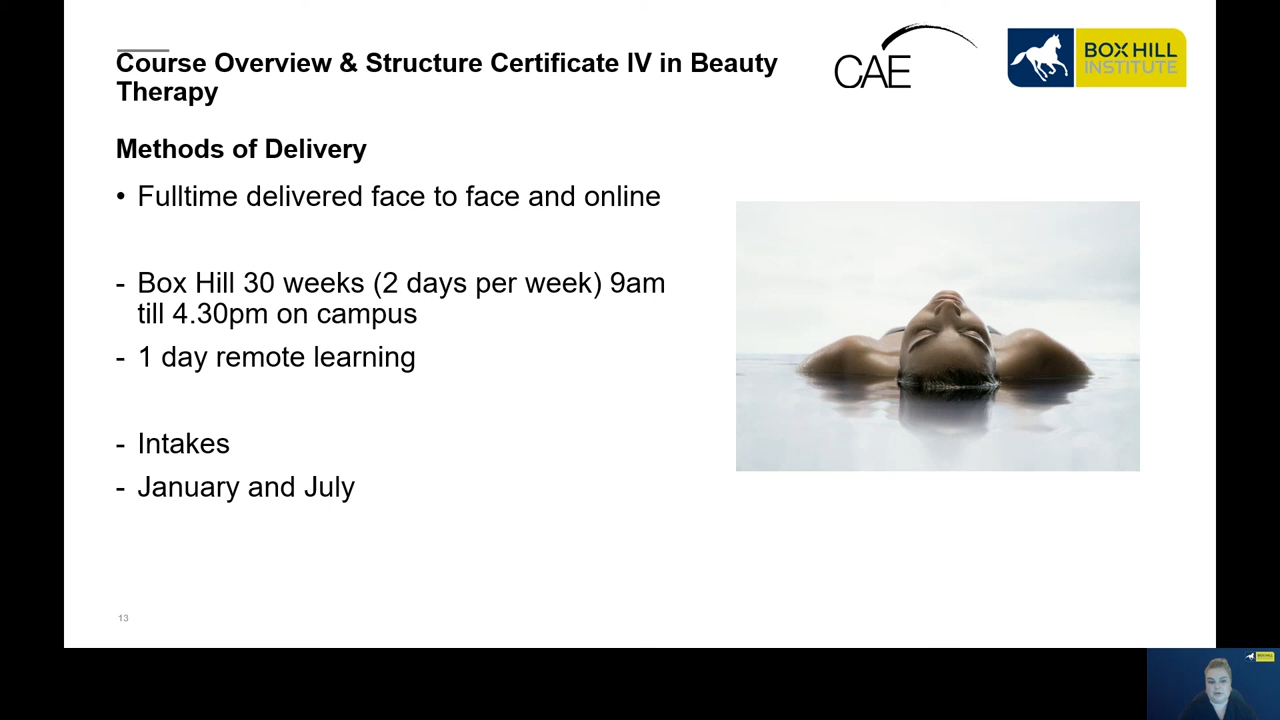 Course Overview & Structure Certificate IV in Beauty
Therapy
CAE
BOX HILL
INSTITUTE
Methods of Delivery
• Fulltime delivered face to face and online
- Box Hill 30 weeks (2 days per week) 9am
till 4.30pm on campus
- 1 day remote learning
- Intakes
- January and July
13
BOX HILL